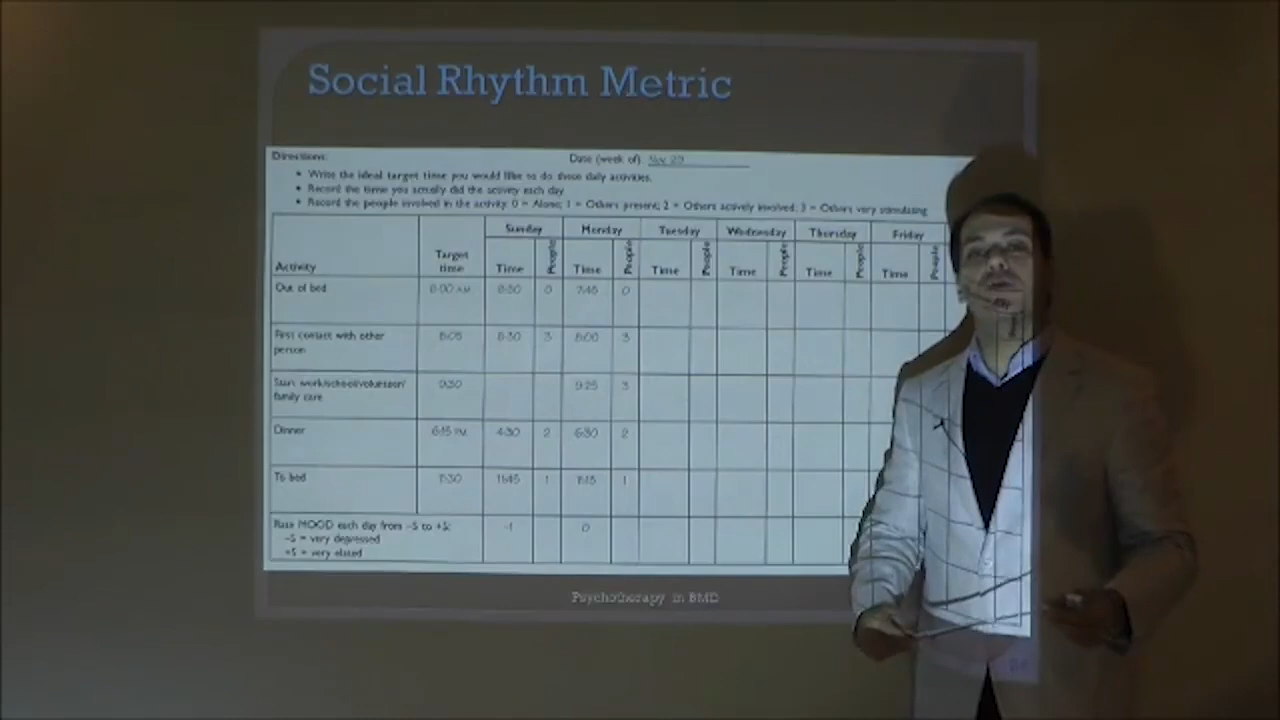 Social Rhythm Metric
Directions: Date (week of)
• Write the ideal target time you would like to do these daily activities.
• Record the time you actually did the activity each day
• Record the people involved in the activity: 0 = Alone; 1 = Others present; 2 = Others actively involved; 3 = Others very stimulating
Sunday Monday Tuesday Wednesday Thursday Friday
Activity Target time Time People Time People Time People Time People Time People Time People
Out of bed 0 7:45 0
First contact with other person 8:05 8:30 3 8:00 3
Start work/school/volunteer/ family care 9:30 9:25 3
Dinner 6:15 P.M. 4:30 2 6:30 2
To bed 11:30 11:45 1 11:15 1
Rate MOOD each day from -5 to +5: -1 0
-5 = very depressed
+5 = very elated
Psychotherapy in BMD